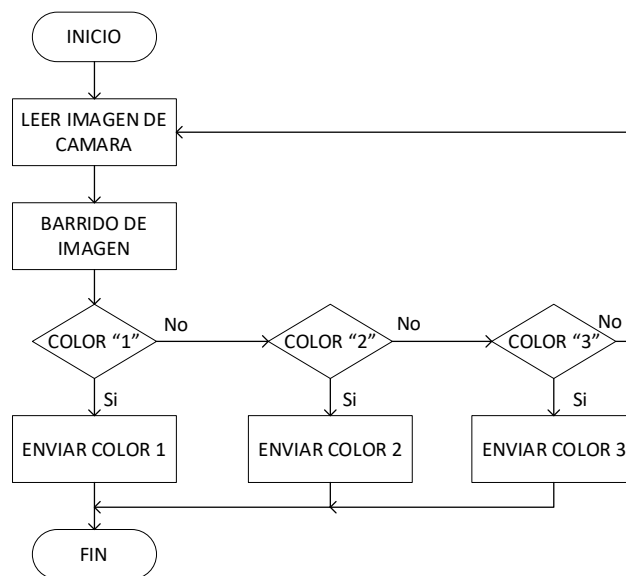 INICIO
LEER IMAGEN DE
CAMARA
BARRIDO DE
IMAGEN
COLOR “1”
No
COLOR “2”
No
COLOR “3”
No
Si
Si
Si
ENVIAR COLOR 1
ENVIAR COLOR 2
ENVIAR COLOR 3
FIN